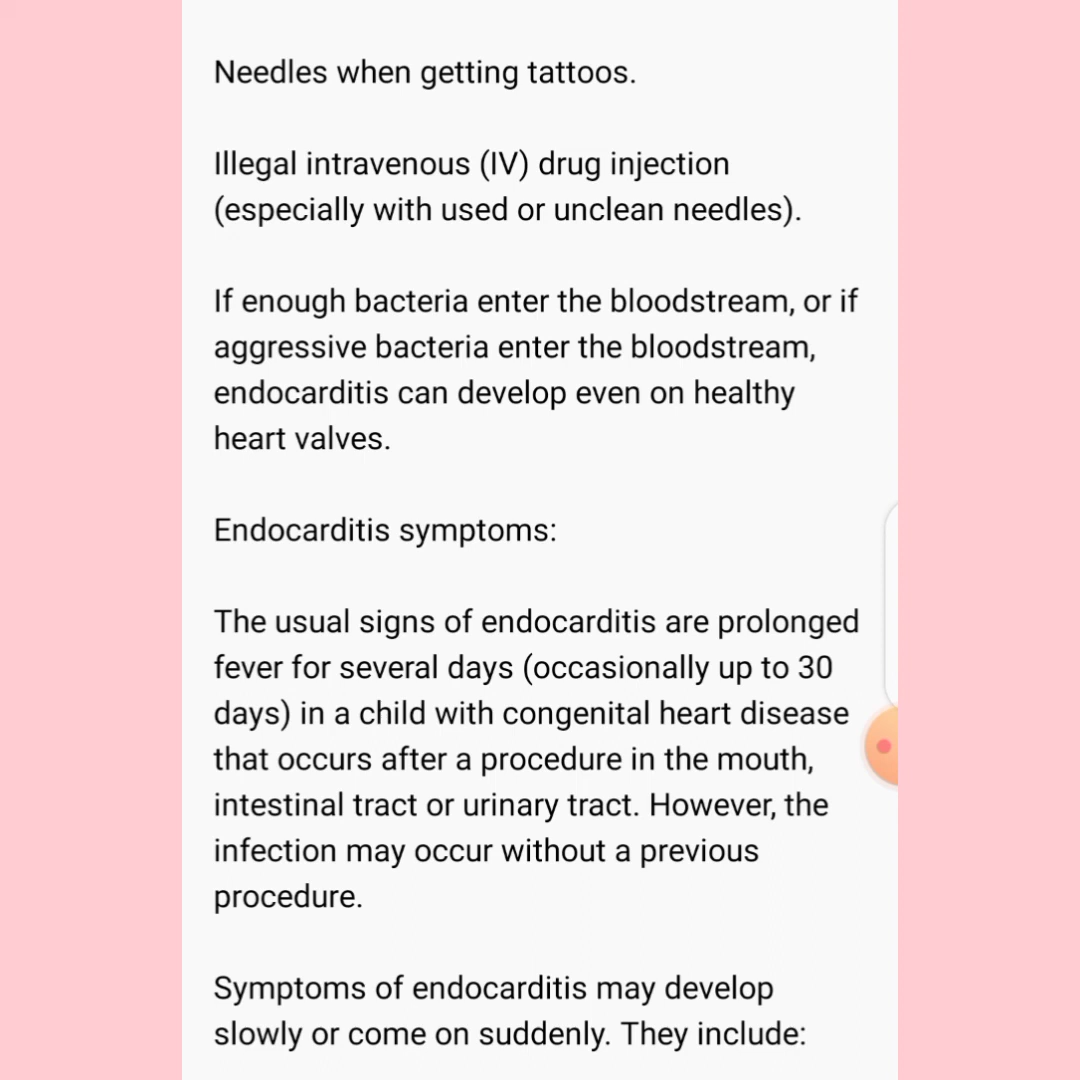 Needles when getting tattoos.
Illegal intravenous (IV) drug injection
(especially with used or unclean needles).
If enough bacteria enter the bloodstream, or if
aggressive bacteria enter the bloodstream,
endocarditis can develop even on healthy
heart valves.
Endocarditis symptoms:
The usual signs of endocarditis are prolonged
fever for several days (occasionally up to 30
days) in a child with congenital heart disease
that occurs after a procedure in the mouth,
intestinal tract or urinary tract. However, the
infection may occur without a previous
procedure.
Symptoms of endocarditis may develop
slowly or come on suddenly. They include: